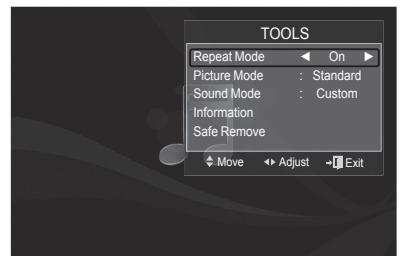 TOOLS
Repeat Mode ◀ On ▶
Picture Mode : Standard
Sound Mode : Custom
Information
Safe Remove
Move Adjust Exit